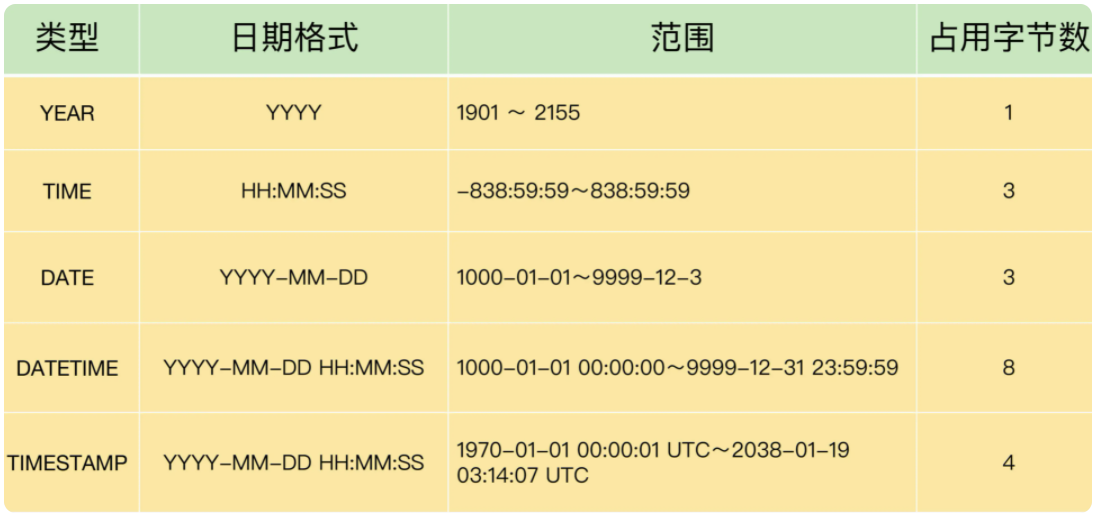 类型 日期格式 范围 占用字节数
YEAR YYYY 1901 ～ 2155 1
TIME HH:MM:SS -838:59:59～838:59:59 3
DATE YYYY-MM-DD 1000-01-01～9999-12-3 3
DATETIME YYYY-MM-DD HH:MM:SS 1000-01-01 00:00:00～9999-12-31 23:59:59 8
TIMESTAMP YYYY-MM-DD HH:MM:SS 1970-01-01 00:00:01 UTC～2038-01-19
03:14:07 UTC 4